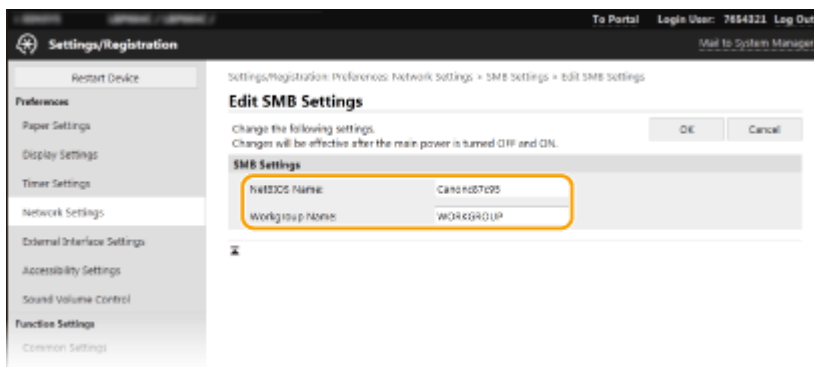 To Portal Login User: 7654321 Log Out
Settings/Registration
Mail to System Manager
Restart Device
Settings/Registration: Preferences: Network Settings > SMB Settings > Edit SMB Settings
Preferences
Edit SMB Settings
Paper Settings
Change the following settings.
OK Cancel
Changes will be effective after the main power is turned OFF and ON.
Display Settings
SMB Settings
Timer Settings
NetBIOS Name:
Network Settings
Workgroup Name: WORKGROUP
External Interface Settings
Accessibility Settings
Sound Volume Control
Function Settings
Common Settings